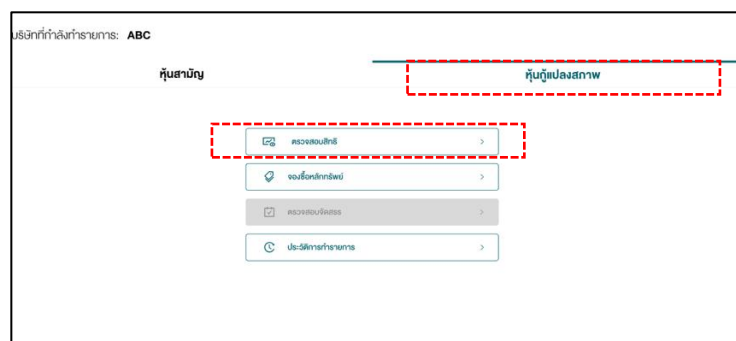 บริษัทที่กำลังทำรายการ: ABC
หุ้นสามัญ
หุ้นกู้แปลงสภาพ
ตรวจสอบสิทธิ
จองซื้อหลักทรัพย์
ตรวจสอบจัดสรร
ประวัติการทำรายการ